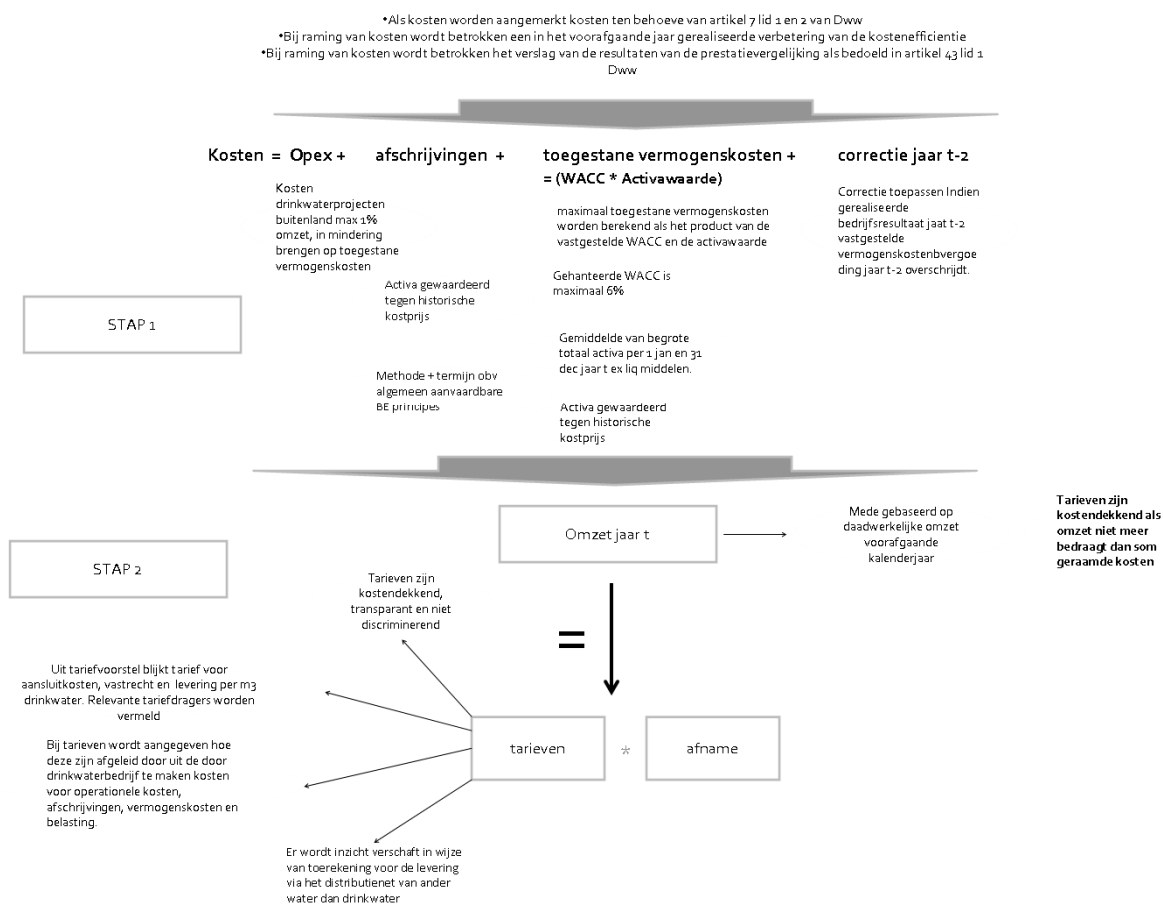 •Als kosten worden aangemerkt kosten ten behoeve van artikel 7 lid 1 en 2 van Dww
•Bij raming van kosten wordt betrokken een in het voorafgaande jaar gerealiseerde verbetering van de kostenefficientie
•Bij raming van kosten wordt betrokken het verslag van de resultaten van de prestatievergelijking als bedoeld in artikel 43 lid 1
Dww
Kosten = Opex + afschrijvingen + toegestane vermogenskosten + correctie jaar t-2
= (WACC * Activawaarde)
Kosten
drinkwaterprojecten
buitenland max 1%
omzet, in mindering
brengen op toegestane
vermogenskosten
Activa gewaardeerd
tegen historische
kostprijs
Methode + termijn obv
algemeen aanvaardbare
BE principes
maximaal toegestane vermogenskosten
worden berekend als het product van de
vastgestelde WACC en de activawaarde
Gehanteerde WACC is
maximaal 6%
Gemiddelde van begrote
totaal activa per 1 jan en 31
dec jaar t ex liq middelen.
Activa gewaardeerd
tegen historische
kostprijs
Correctie toepassen Indien
gerealiseerde
bedrijfsresultaat jaat t-2
vastgestelde
vermogenskostenbvergoe
ding jaar t-2 overschrijdt.
STAP 1
STAP 2
Omzet jaar t
Mede gebaseerd op
daadwerkelijke omzet
voorafgaande
kalenderjaar
Tarieven zijn
kostendekkend als
omzet niet meer
bedraagt dan som
geraamde kosten
Tarieven zijn
kostendekkend,
transparant en niet
discriminerend
=
Uit tariefvoorstel blijkt tarief voor
aansluitkosten, vastrecht en levering per m3
drinkwater. Relevante tariefdragers worden
vermeld
tarieven * afname
Bij tarieven wordt aangegeven hoe
deze zijn afgeleid door uit de door
drinkwaterbedrijf te maken kosten
voor operationele kosten,
afschrijvingen, vermogenskosten en
belasting.
Er wordt inzicht verschaft in wijze
van toerekening voor de levering
via het distributienet van ander
water dan drinkwater